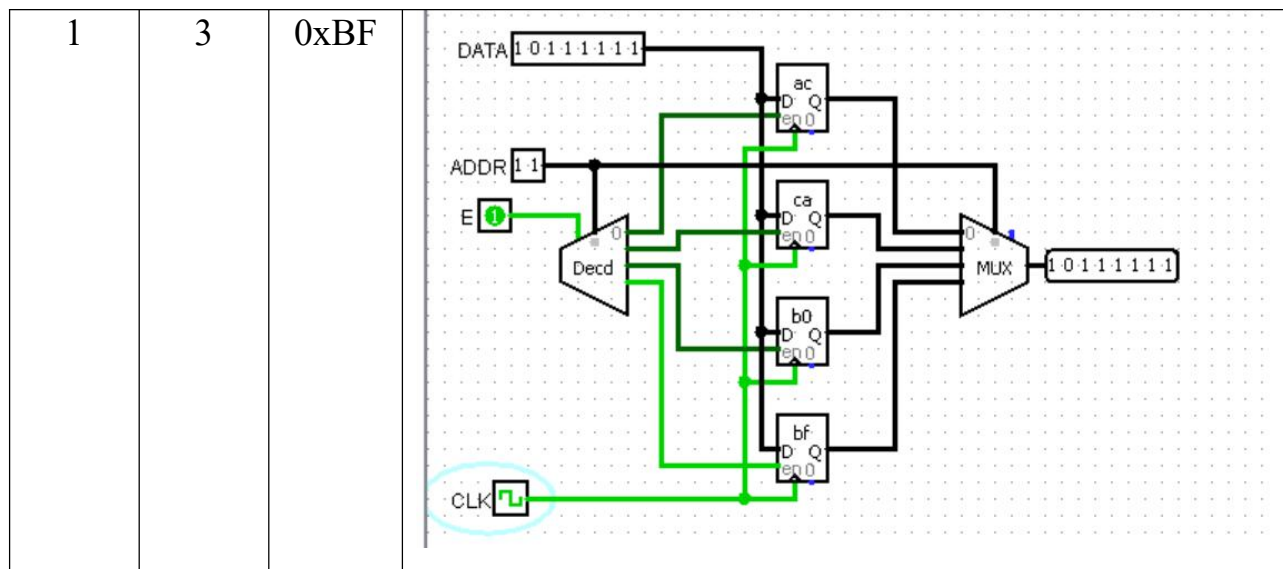 1 3 0xBF
DATA 1 0 1 1 1 1 1 1
ac
D Q
en 0
ADDR 1 1
E 1
ca
D Q
en 0
0
Decd
0
MUX
1 0 1 1 1 1 1 1
b0
D Q
en 0
bf
D Q
en 0
CLK